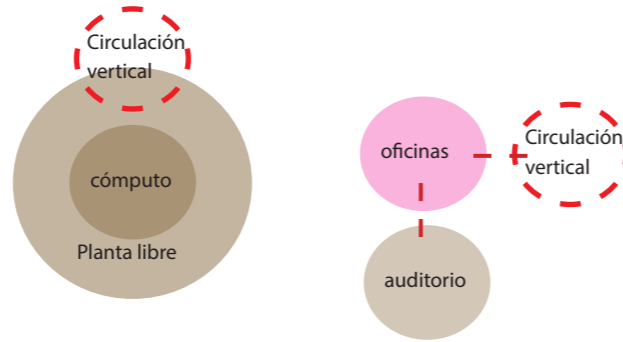 Circulación
vertical
cómputo
Planta libre
oficinas
Circulación
vertical
auditorio